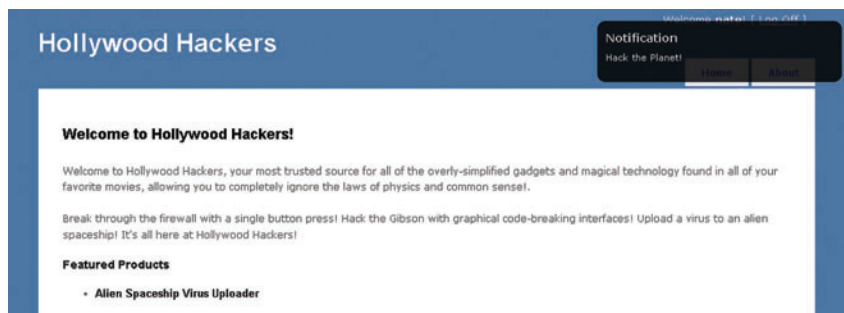 Welcome nate! [ Log Off ]
Hollywood Hackers
Notification
Hack the Planet!
Home
About
Welcome to Hollywood Hackers!
Welcome to Hollywood Hackers, your most trusted source for all of the overly-simplified gadgets and magical technology found in all of your
favorite movies, allowing you to completely ignore the laws of physics and common sense!.
Break through the firewall with a single button press! Hack the Gibson with graphical code-breaking interfaces! Upload a virus to an alien
spaceship! It's all here at Hollywood Hackers!
Featured Products
• Alien Spaceship Virus Uploader